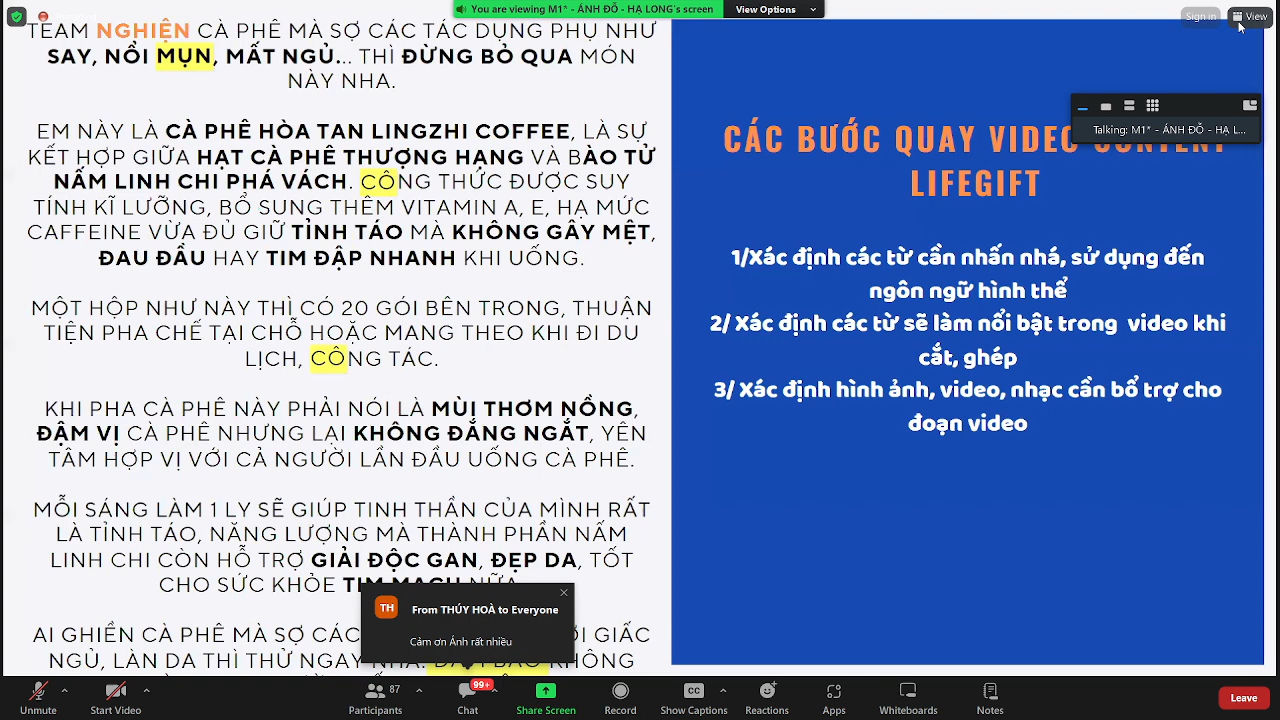 You are viewing M1* - ÁNH ĐỖ - HẠ LONG's screen
View Options
Sign in
View
TEAM NGHIỆN CÀ PHÊ MÀ SỢ CÁC TÁC DỤNG PHỤ NHƯ
SAY, NỔI MỤN, MẤT NGỦ... THÌ ĐỪNG BỎ QUA MÓN
NÀY NHA.
EM NÀY LÀ CÀ PHÊ HÒA TAN LINGZHI COFFEE, LÀ SỰ
KẾT HỢP GIỮA HẠT CÀ PHÊ THƯỢNG HẠNG VÀ BÀO TỬ
NẤM LINH CHI PHÁ VÁCH. CÔNG THỨC ĐƯỢC SUY
TÍNH KĨ LƯỠNG, BỔ SUNG THÊM VITAMIN A, E, HẠ MỨC
CAFFEINE VỪA ĐỦ GIỮ TỈNH TÁO MÀ KHÔNG GÂY MỆT,
ĐAU ĐẦU HAY TIM ĐẬP NHANH KHI UỐNG.
MỘT HỘP NHƯ NÀY THÌ CÓ 20 GÓI BÊN TRONG, THUẬN
TIỆN PHA CHẾ TẠI CHỖ HOẶC MANG THEO KHI ĐI DU
LỊCH, CÔNG TÁC.
KHI PHA CÀ PHÊ NÀY PHẢI NÓI LÀ MÙI THƠM NỒNG,
ĐẬM VỊ CÀ PHÊ NHƯNG LẠI KHÔNG ĐẮNG NGẮT, YÊN
TÂM HỢP VỊ VỚI CẢ NGƯỜI LẦN ĐẦU UỐNG CÀ PHÊ.
MỖI SÁNG LÀM 1 LY SẼ GIÚP TINH THẦN CỦA MÌNH RẤT
LÀ TỈNH TÁO, NĂNG LƯỢNG MÀ THÀNH PHẦN NẤM
LINH CHI CÒN HỖ TRỢ GIẢI ĐỘC GAN, ĐẸP DA, TỐT
CHO SỨC KHỎE TIM MẠCH NỮA.
AI GHIỀN CÀ PHÊ MÀ SỢ CÁC GIẤC
NGỦ, LÀN DA THÌ THỬ NGAY NHA. ĐẢM BẢO KHÔNG
Talking: M1* - ÁNH ĐỖ - HẠ L...
CÁC BƯỚC QUAY VIDEO CONTENT
LIFEGIFT
1/Xác định các từ cần nhấn nhá, sử dụng đến
ngôn ngữ hình thể
2/ Xác định các từ sẽ làm nổi bật trong video khi
cắt, ghép
3/ Xác định hình ảnh, video, nhạc cần bổ trợ cho
đoạn video
TH
From THÚY HOÀ to Everyone
Cảm ơn Ánh rất nhiều
Unmute
Start Video
87
Participants
99+
Chat
Share Screen
Record
CC
Show Captions
Reactions
Apps
Whiteboards
Notes
Leave